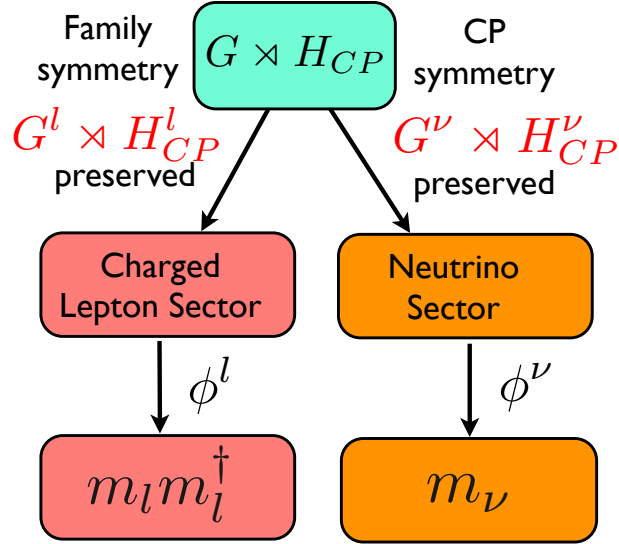 Family
symmetry
G ⋊ H_{CP}
CP
symmetry
G^l ⋊ H^l_{CP}
preserved
G^ν ⋊ H^ν_{CP}
preserved
Charged
Lepton Sector
Neutrino
Sector
ϕ^l
ϕ^ν
m_l m_l^†
m_ν